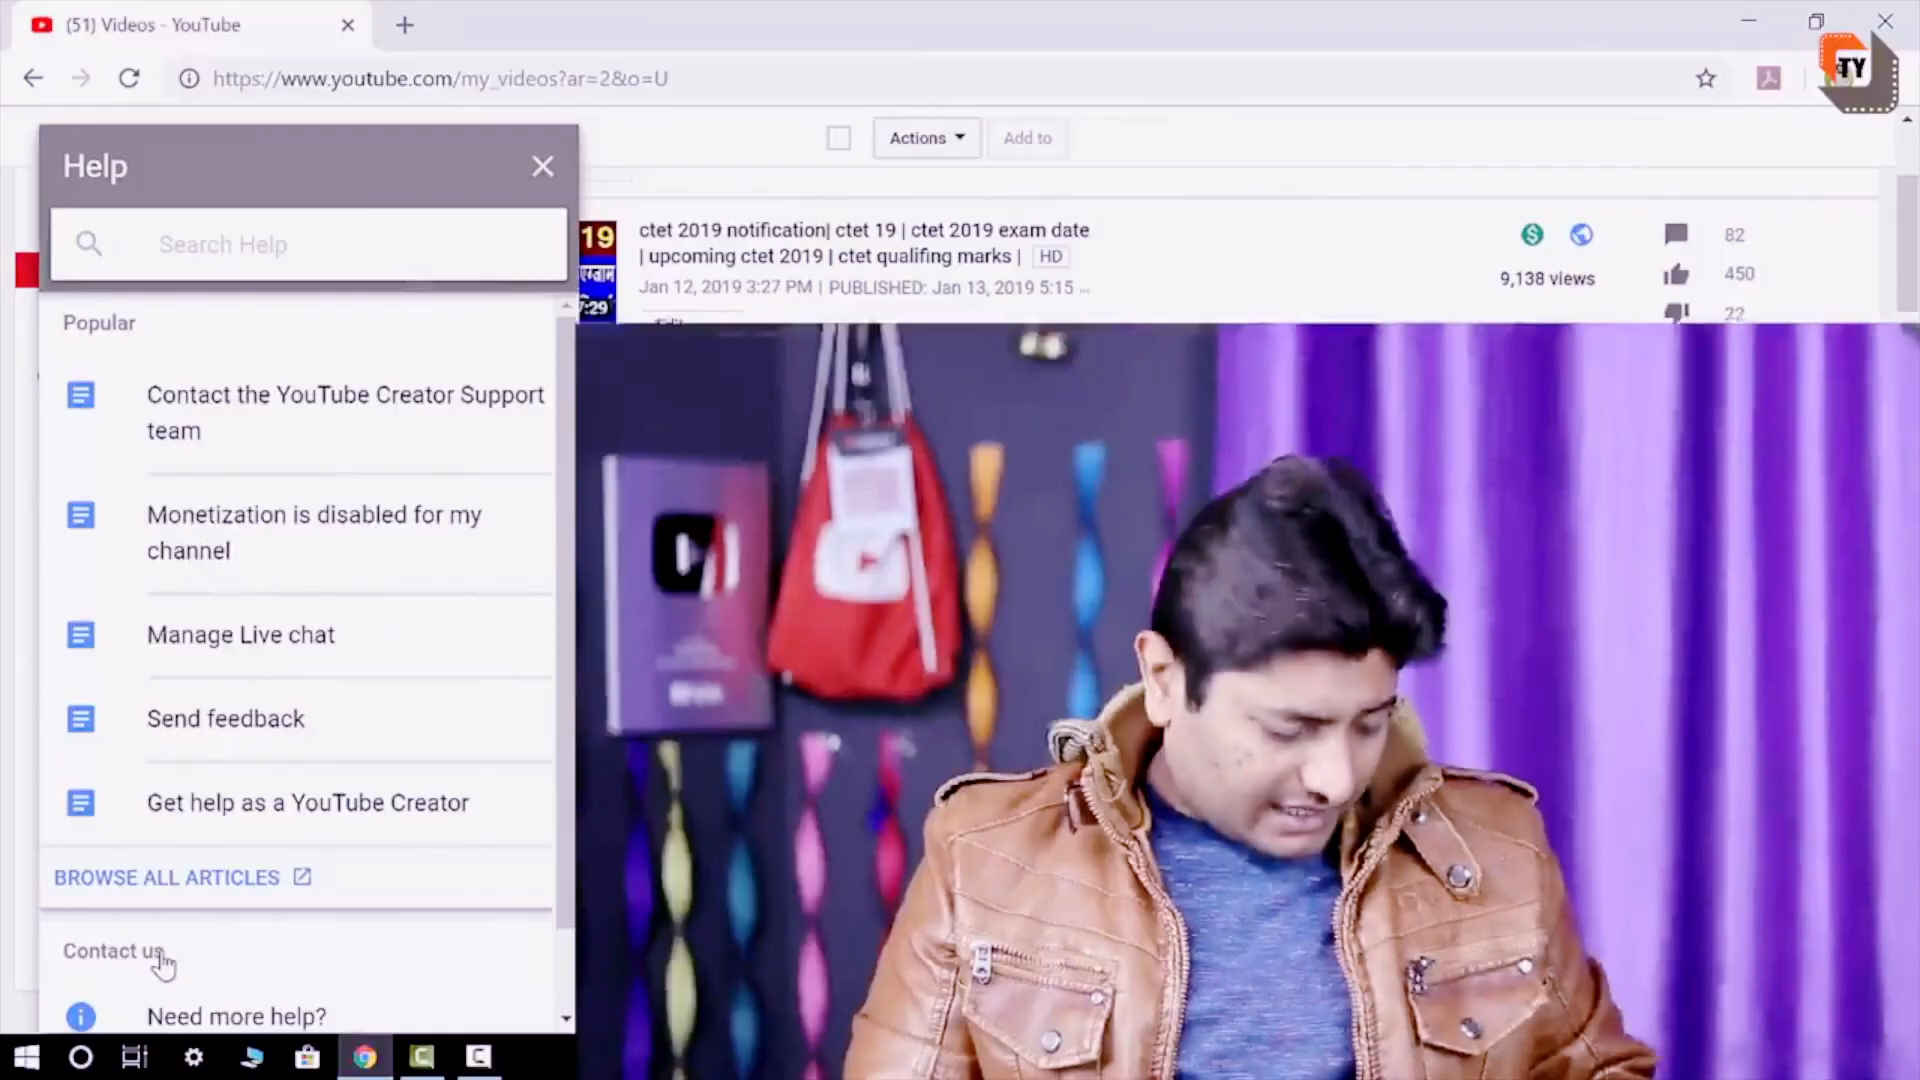 (51) Videos - YouTube
https://www.youtube.com/my_videos?ar=2&o=U
TY
Actions
Add to
Help
Search Help
19
एग्जाम
7:29
ctet 2019 notification| ctet 19 | ctet 2019 exam date
| upcoming ctet 2019 | ctet qualifing marks |
HD
Jan 12, 2019 3:27 PM | PUBLISHED: Jan 13, 2019 5:15 ...
9,138 views
82
450
22
Popular
Contact the YouTube Creator Support
team
Monetization is disabled for my
channel
Manage Live chat
Send feedback
Get help as a YouTube Creator
BROWSE ALL ARTICLES
Contact us
Need more help?